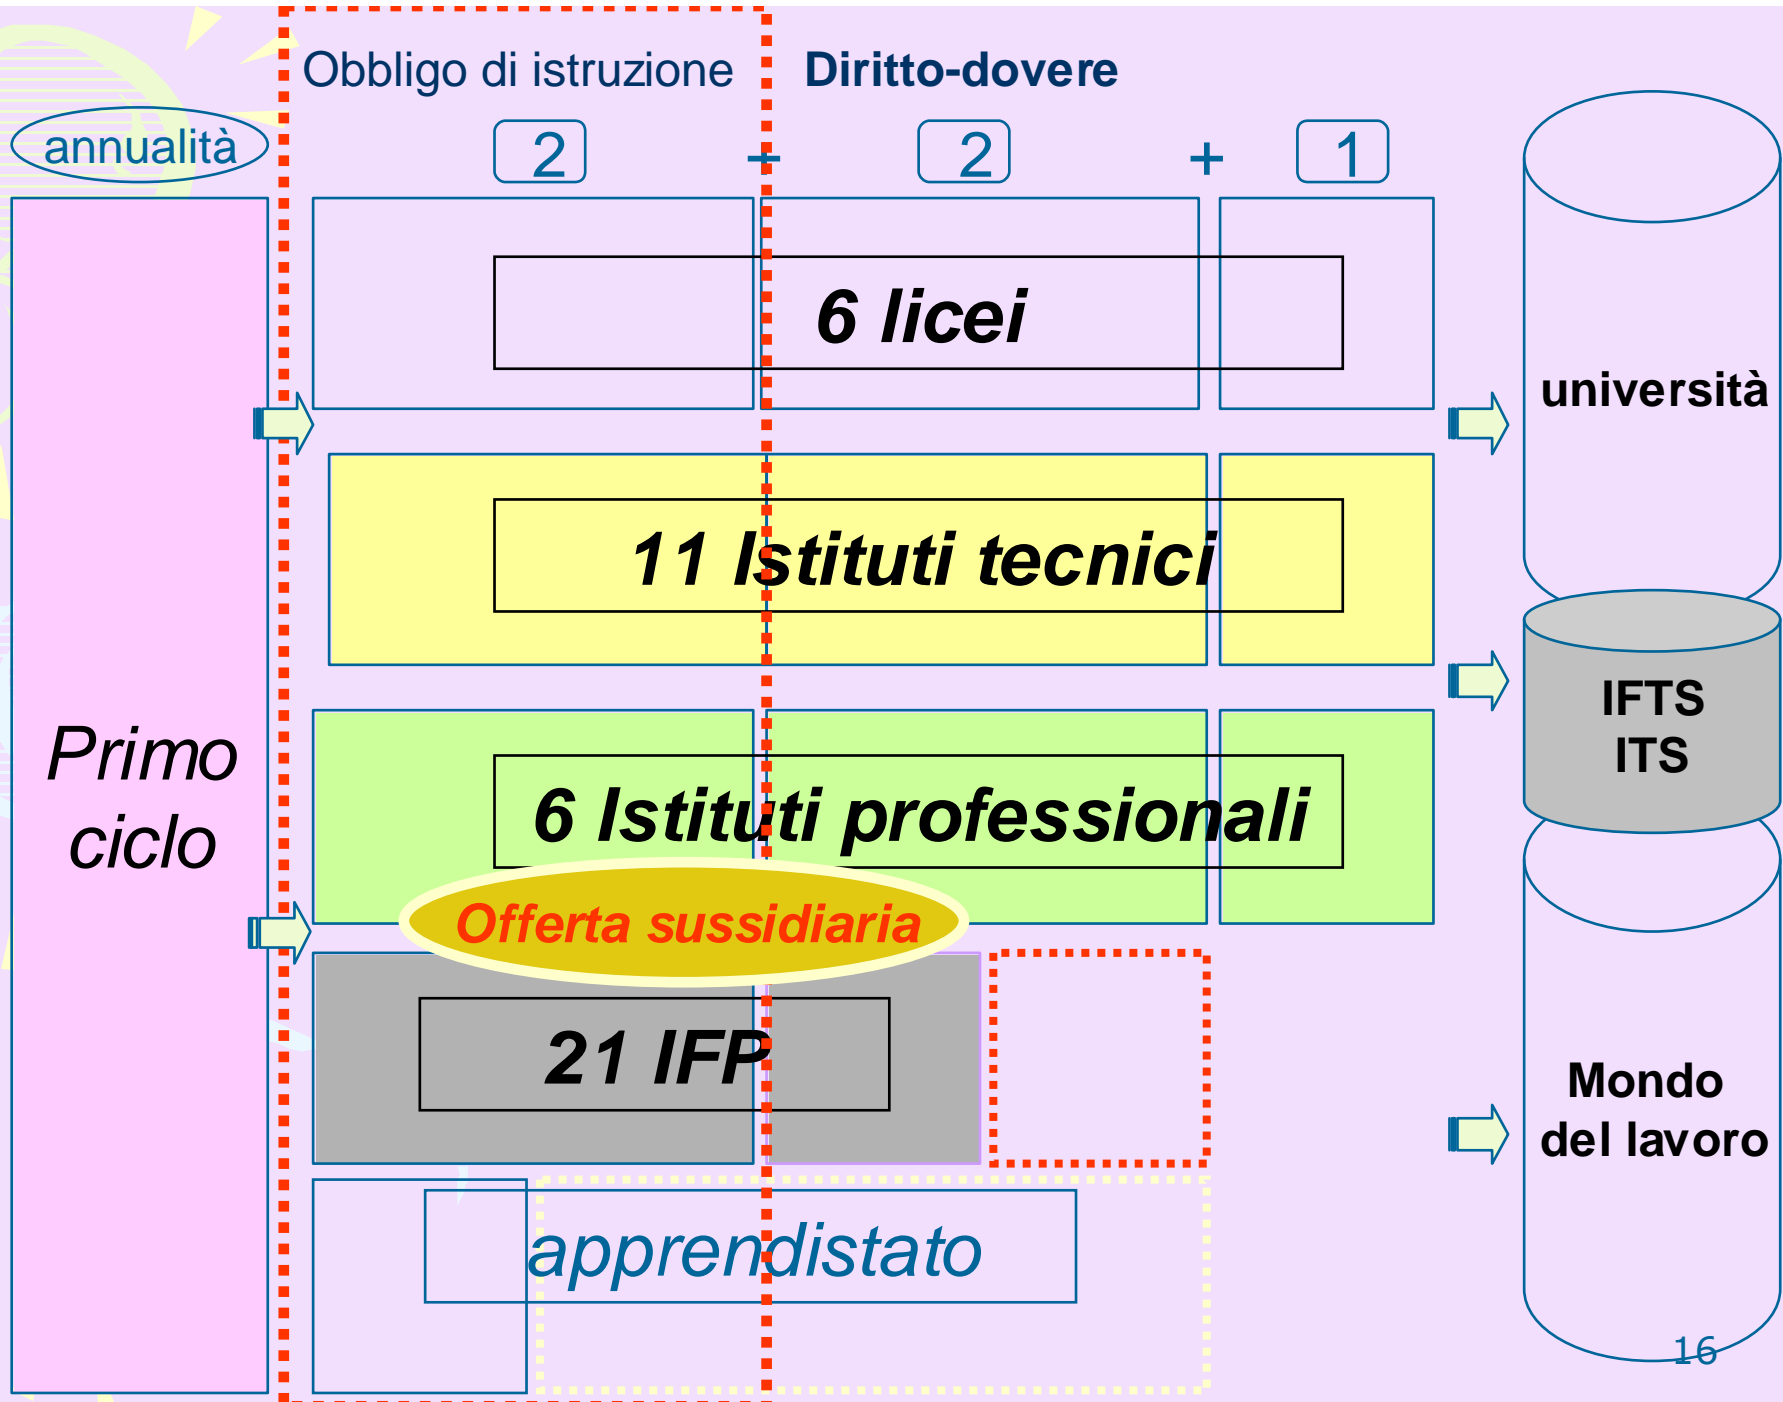 Obbligo di istruzione
Diritto-dovere
annualità
2 + 2 + 1
6 licei
università
11 Istituti tecnici
IFTS
ITS
Primo
ciclo
6 Istituti professionali
Offerta sussidiaria
21 IFP
Mondo
del lavoro
apprendistato
16